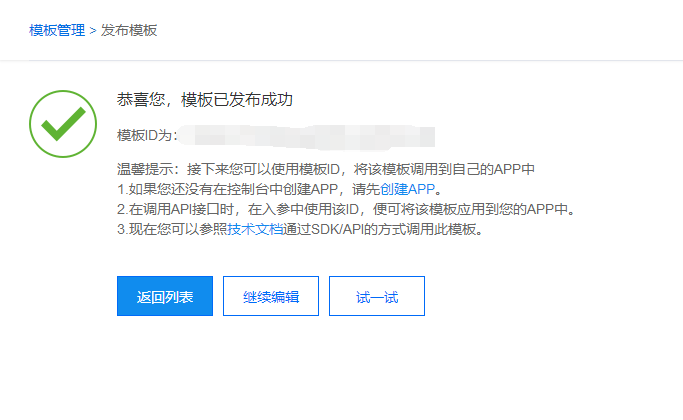 模板管理 > 发布模板
恭喜您，模板已发布成功
模板ID为：
温馨提示：接下来您可以使用模板ID，将该模板调用到自己的APP中
1.如果您还没有在控制台中创建APP，请先创建APP。
2.在调用API接口时，在入参中使用该ID，便可将该模板应用到您的APP中。
3.现在您可以参照技术文档通过SDK/API的方式调用此模板。
返回列表 继续编辑 试一试